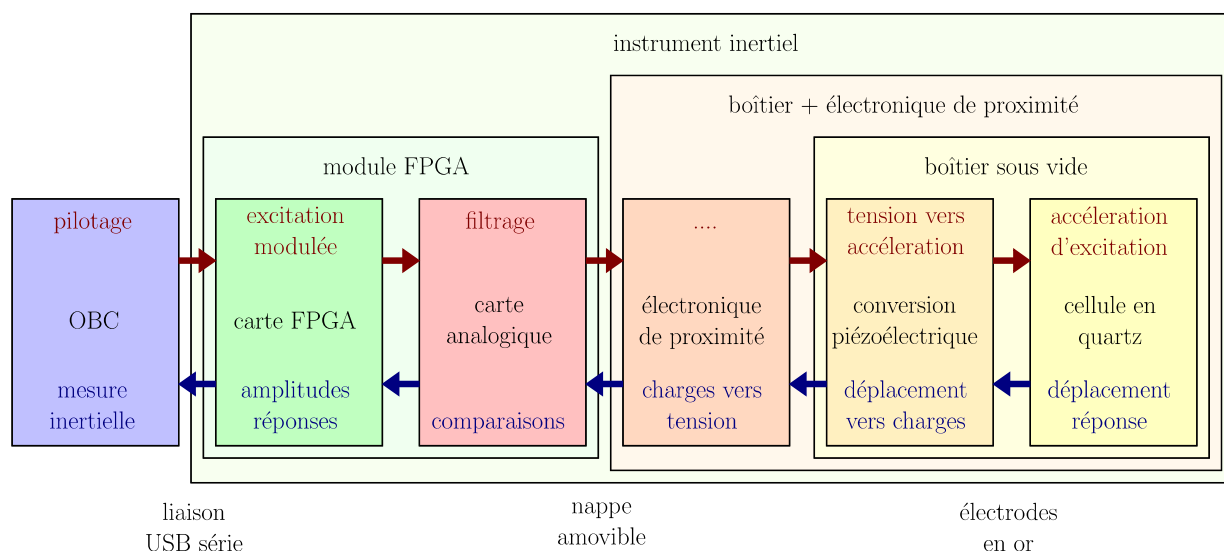 instrument inertiel
boîtier + électronique de proximité
module FPGA
boîtier sous vide
pilotage
OBC
mesure
inertielle
excitation
modulée
carte FPGA
amplitudes
réponses
filtrage
carte
analogique
comparaisons
....
électronique
de proximité
charges vers
tension
tension vers
accéleration
conversion
piézoélectrique
déplacement
vers charges
accéleration
d'excitation
cellule en
quartz
déplacement
réponse
liaison
USB série
nappe
amovible
électrodes
en or